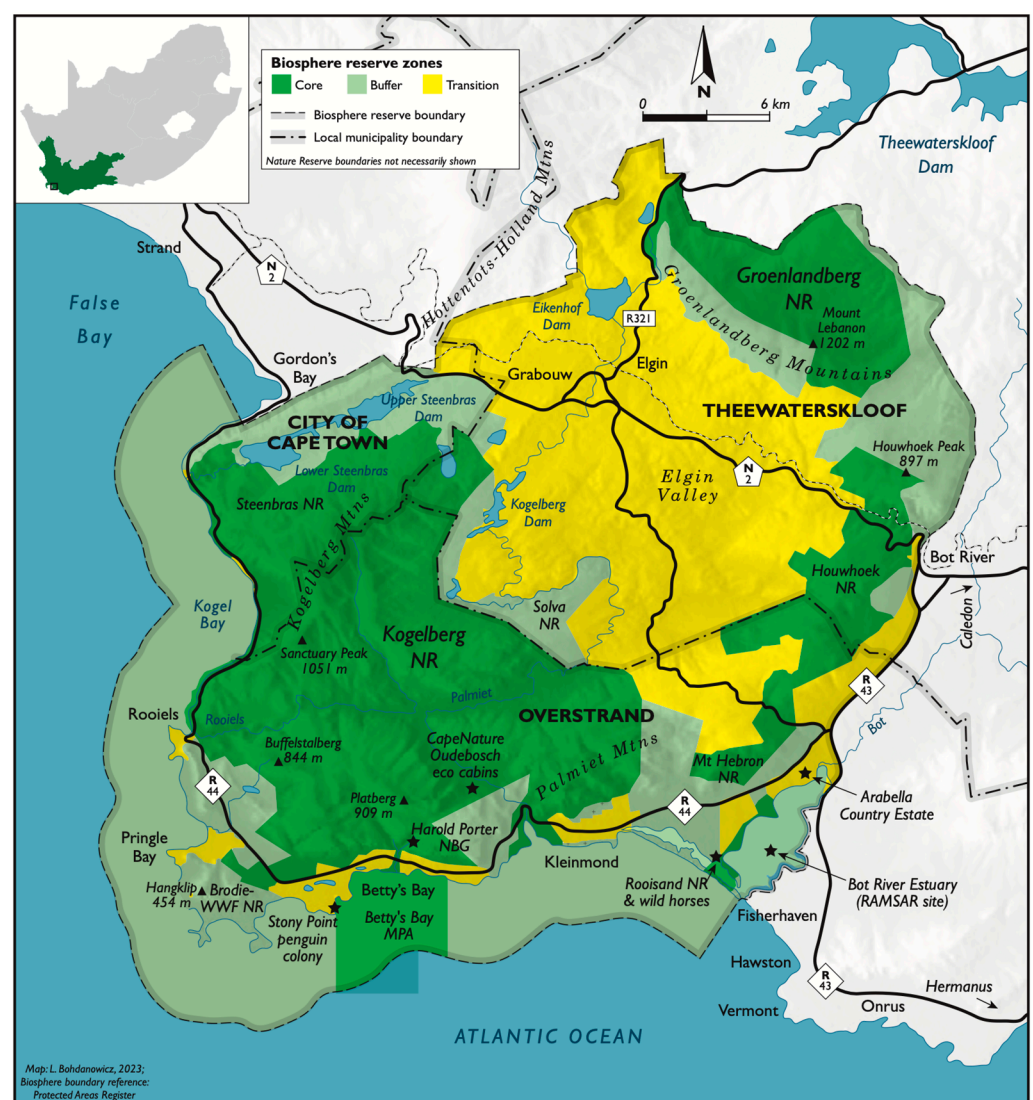 Biosphere reserve zones
Core
Buffer
Transition
Biosphere reserve boundary
Local municipality boundary
Nature Reserve boundaries not necessarily shown
N
0
6 km
Theewaterskloof
Dam
Strand
N
2
Hottentots-Holland Mtns
False
Bay
Groenlandberg
NR
Mount
Lebanon
1202 m
Groenlandberg Mountains
Eikenhof
Dam
R321
Gordon's
Bay
Grabouw
Elgin
Upper Steenbras
Dam
CITY OF
CAPE TOWN
THEEWATERSKLOOF
Houwhoek Peak
897 m
Lower Steenbras
Dam
Elgin
Valley
N
2
Steenbras NR
Kogelberg
Dam
Kogelberg Mtns
Bot River
Houwhoek
NR
Kogel
Bay
Solva
NR
Caledon
Kogelberg
NR
Sanctuary Peak
1051 m
R
43
Palmiet
Rooiels
Rooiels
OVERSTRAND
Bot
Buffelstalberg
844 m
CapeNature
Oudebosch
eco cabins
Palmiet Mtns
Mt Hebron
NR
R
44
Platberg
909 m
R
44
Arabella
Country Estate
Pringle
Bay
Harold Porter
NBG
Kleinmond
Hangklip
454 m
Brodie-
WWF NR
Betty's Bay
Rooisand NR
& wild horses
Bot River Estuary
(RAMSAR site)
Stony Point
penguin
colony
Betty's Bay
MPA
Fisherhaven
Hawston
R
43
Hermanus
Vermont
Onrus
ATLANTIC OCEAN
Map: L. Bohdanowicz, 2023;
Biosphere boundary reference:
Protected Areas Register